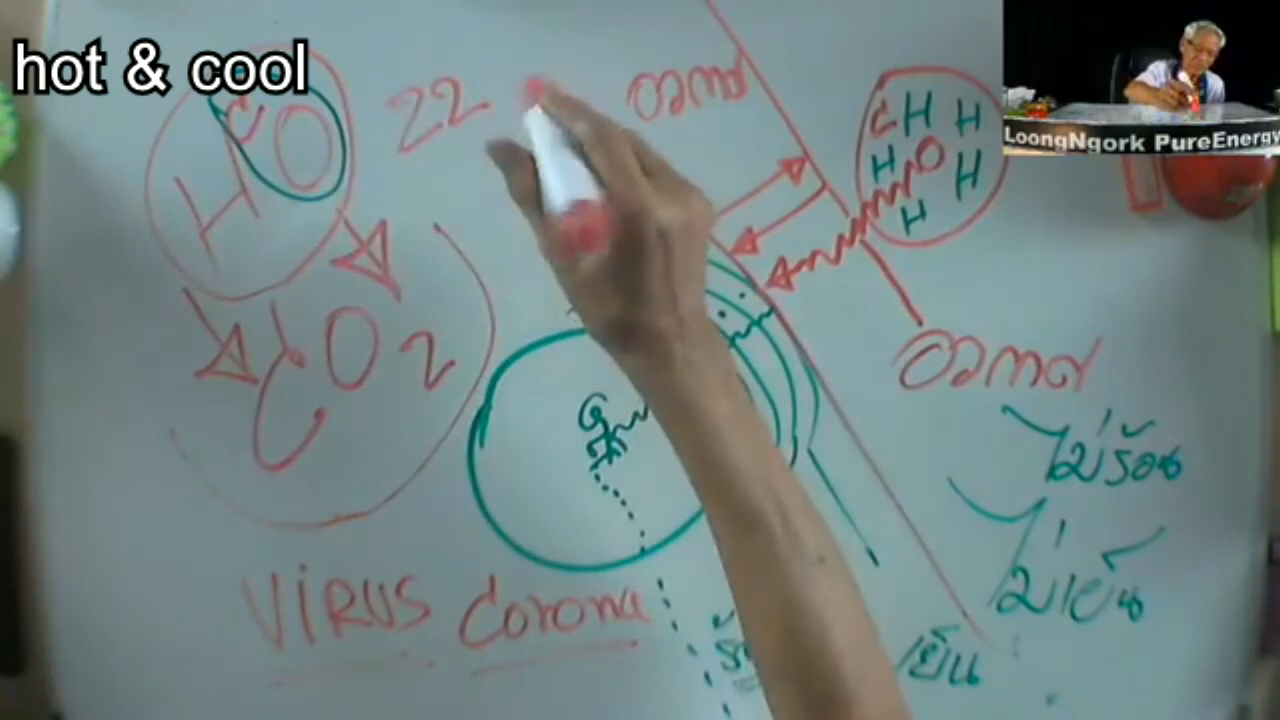 hot & cool
LoongNgork PureEnergy
C H H
H O H
H
H C O
22
อวกาศ
CO2
อวกาศ
ไม่ร้อน
ไม่เย็น
VIRUS Corona
เย็น